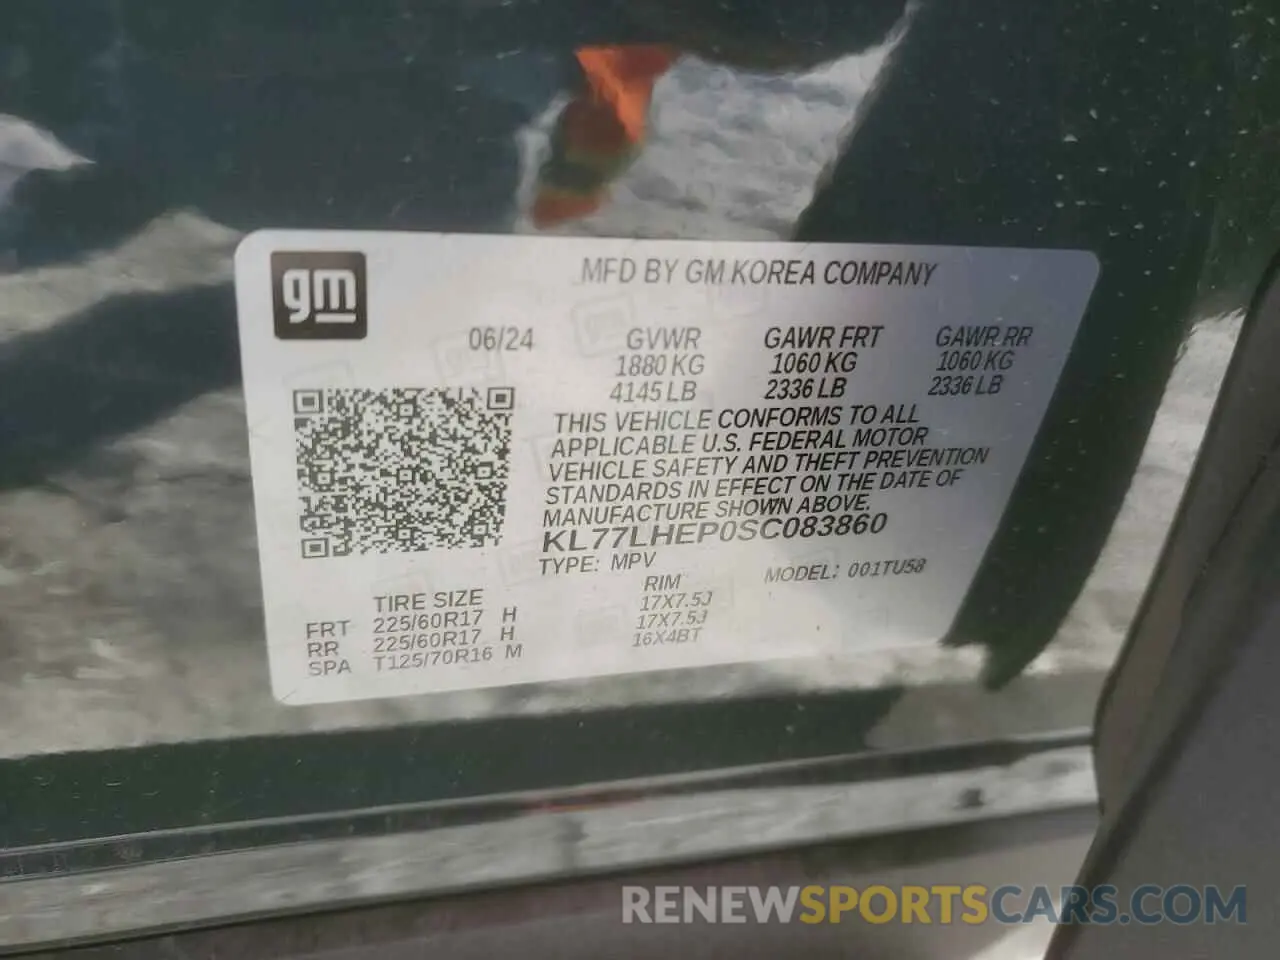 gm
MFD BY GM KOREA COMPANY
06/24 GVWR GAWR FRT GAWR RR
1880 KG 1060 KG 1060 KG
4145 LB 2336 LB 2336 LB
THIS VEHICLE CONFORMS TO ALL
APPLICABLE U.S. FEDERAL MOTOR
VEHICLE SAFETY AND THEFT PREVENTION
STANDARDS IN EFFECT ON THE DATE OF
MANUFACTURE SHOWN ABOVE.
KL77LHEP0SC083860
TYPE: MPV MODEL: 001TU58
TIRE SIZE RIM
FRT 225/60R17 H 17X7.5J
RR 225/60R17 H 17X7.5J
SPA T125/70R16 M 16X4BT
RENEWSPORTSCARS.COM